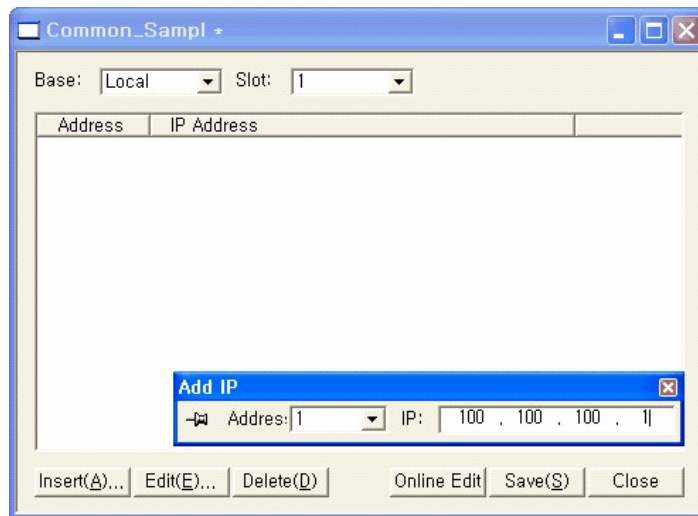 Common_Sampl *
Base: Local Slot: 1
Address IP Address
Add IP
Addres: 1 IP: 100 . 100 . 100 . 1
Insert(A)... Edit(E)... Delete(D) Online Edit Save(S) Close